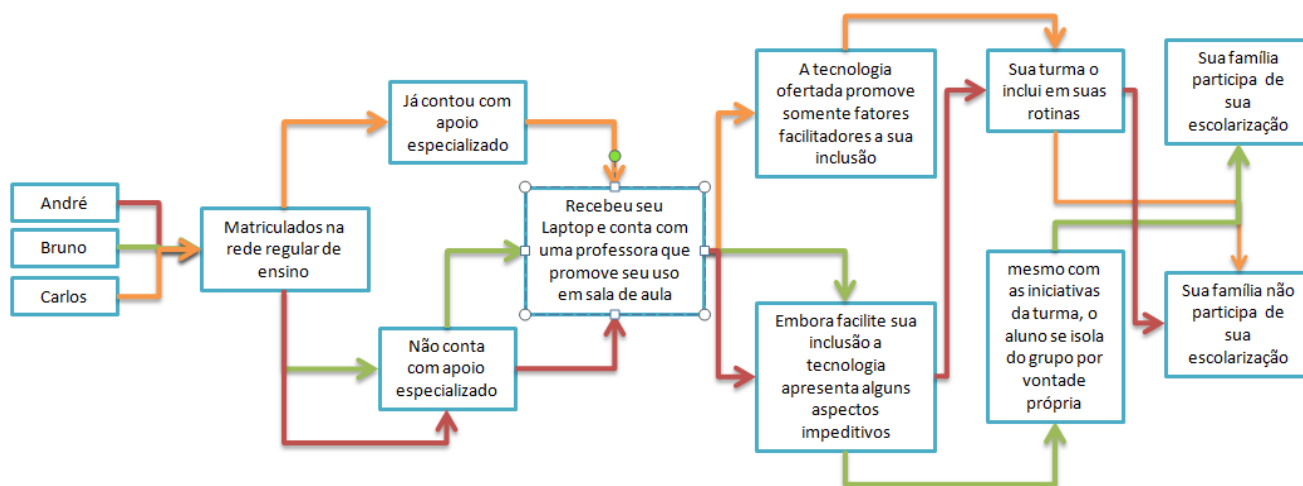 André
Bruno
Carlos
Matriculados na
rede regular de
ensino
Já contou com
apoio
especializado
Não conta
com apoio
especializado
Recebeu seu
Laptop e conta com
uma professora que
promove seu uso
em sala de aula
A tecnologia
ofertada promove
somente fatores
facilitadores a sua
inclusão
Embora facilite sua
inclusão a
tecnologia
apresenta alguns
aspectos
impeditivos
Sua turma o
inclui em suas
rotinas
mesmo com
as iniciativas
da turma, o
aluno se isola
do grupo por
vontade
própria
Sua família
participa de
sua
escolarização
Sua família não
participa de
sua
escolarização